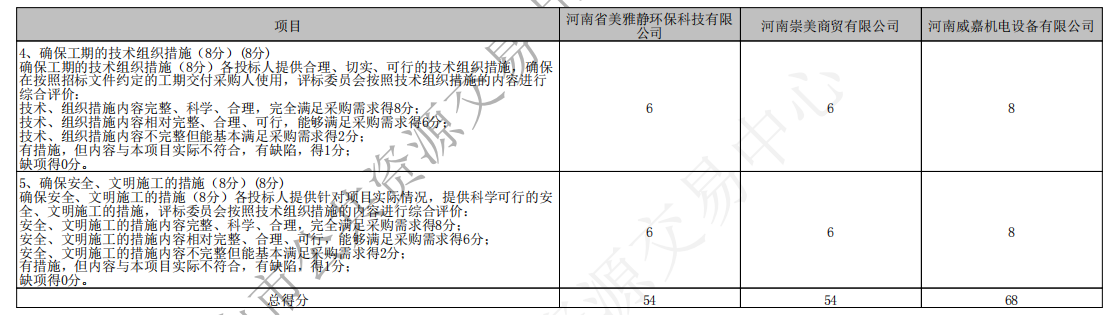 项目
河南省美雅静环保科技有限
公司
河南崇美商贸有限公司
河南威嘉机电设备有限公司
4、确保工期的技术组织措施（8分）(8分)
确保工期的技术组织措施（8分）各投标人提供合理、切实、可行的技术组织措施，确保
在按照招标文件约定的工期交付采购人使用，评标委员会按照技术组织措施的内容进行
综合评价:
技术、组织措施内容完整、科学、合理，完全满足采购需求得8分；
技术、组织措施内容相对完整、合理、可行，能够满足采购需求得6分；
技术、组织措施内容不完整但能基本满足采购需求得2分；
有措施，但内容与本项目实际不符合，有缺陷，得1分；
缺项得0分。
6
6
8
5、确保安全、文明施工的措施（8分）(8分)
确保安全、文明施工的措施（8分）各投标人提供针对项目实际情况，提供科学可行的安
全、文明施工的措施，评标委员会按照技术组织措施的内容进行综合评价：
安全、文明施工的措施内容完整、科学、合理，完全满足采购需求得8分；
安全、文明施工的措施内容相对完整、合理、可行，能够满足采购需求得6分；
安全、文明施工的措施内容不完整但能基本满足采购需求得2分；
有措施，但内容与本项目实际不符合，有缺陷，得1分；
缺项得0分。
6
6
8
总得分
54
54
68
市公共资源交易中心
源交易中心